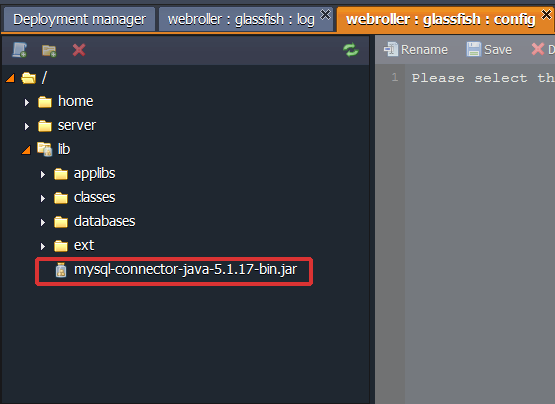 Deployment manager webroller : glassfish : log webroller : glassfish : config
Rename Save
/
1 Please select th
home
server
lib
applibs
classes
databases
ext
mysql-connector-java-5.1.17-bin.jar